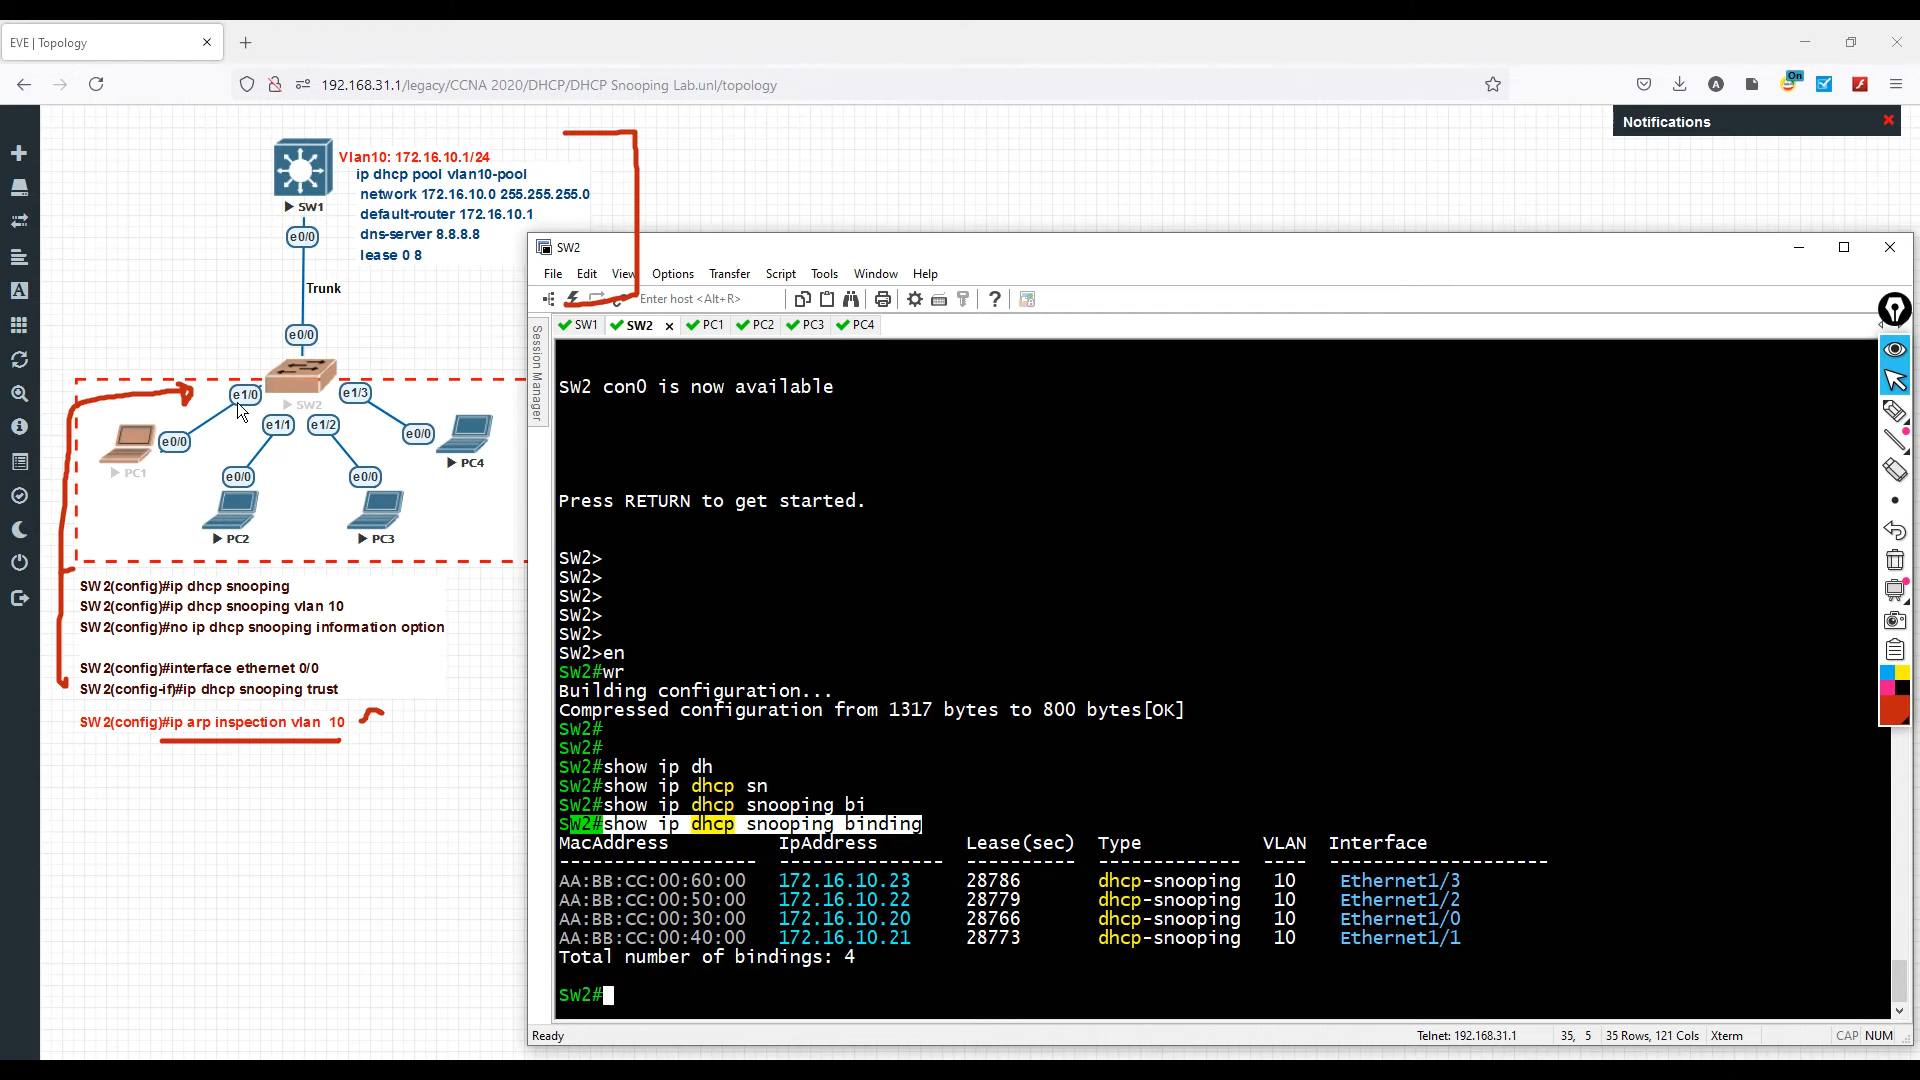 EVE | Topology
192.168.31.1/legacy/CCNA 2020/DHCP/DHCP Snooping Lab.unl/topology
On
Notifications
Vlan10: 172.16.10.1/24
ip dhcp pool vlan10-pool
network 172.16.10.0 255.255.255.0
default-router 172.16.10.1
dns-server 8.8.8.8
lease 0 8
SW1
e0/0
Trunk
e0/0
SW2
e1/0
e1/1
e1/2
e1/3
e0/0
PC1
e0/0
PC2
e0/0
PC3
e0/0
PC4
SW2(config)#ip dhcp snooping
SW2(config)#ip dhcp snooping vlan 10
SW2(config)#no ip dhcp snooping information option
SW2(config)#interface ethernet 0/0
SW2(config-if)#ip dhcp snooping trust
SW2(config)#ip arp inspection vlan 10
SW2
File Edit View Options Transfer Script Tools Window Help
Enter host <Alt+R>
Session Manager
SW1 SW2 PC1 PC2 PC3 PC4
SW2 con0 is now available
Press RETURN to get started.
SW2>
SW2>
SW2>
SW2>
SW2>
SW2>en
SW2#wr
Building configuration...
Compressed configuration from 1317 bytes to 800 bytes[OK]
SW2#
SW2#
SW2#show ip dh
SW2#show ip dhcp sn
SW2#show ip dhcp snooping bi
SW2#show ip dhcp snooping binding
MacAddress IpAddress Lease(sec) Type VLAN Interface
------------------ --------------- ---------- ------------- ---- --------------------
AA:BB:CC:00:60:00 172.16.10.23 28786 dhcp-snooping 10 Ethernet1/3
AA:BB:CC:00:50:00 172.16.10.22 28779 dhcp-snooping 10 Ethernet1/2
AA:BB:CC:00:30:00 172.16.10.20 28766 dhcp-snooping 10 Ethernet1/0
AA:BB:CC:00:40:00 172.16.10.21 28773 dhcp-snooping 10 Ethernet1/1
Total number of bindings: 4
SW2#
Ready Telnet: 192.168.31.1 35, 5 35 Rows, 121 Cols Xterm CAP NUM